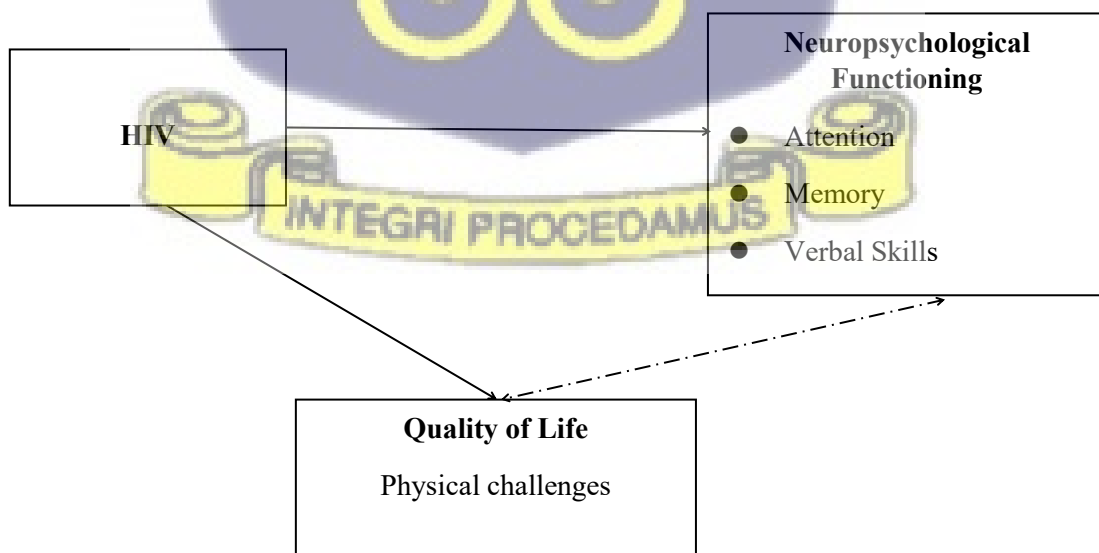 Neuropsychological
Functioning
HIV
● Attention
● Memory
● Verbal Skills
INTEGRI PROCEDAMUS
Quality of Life
Physical challenges